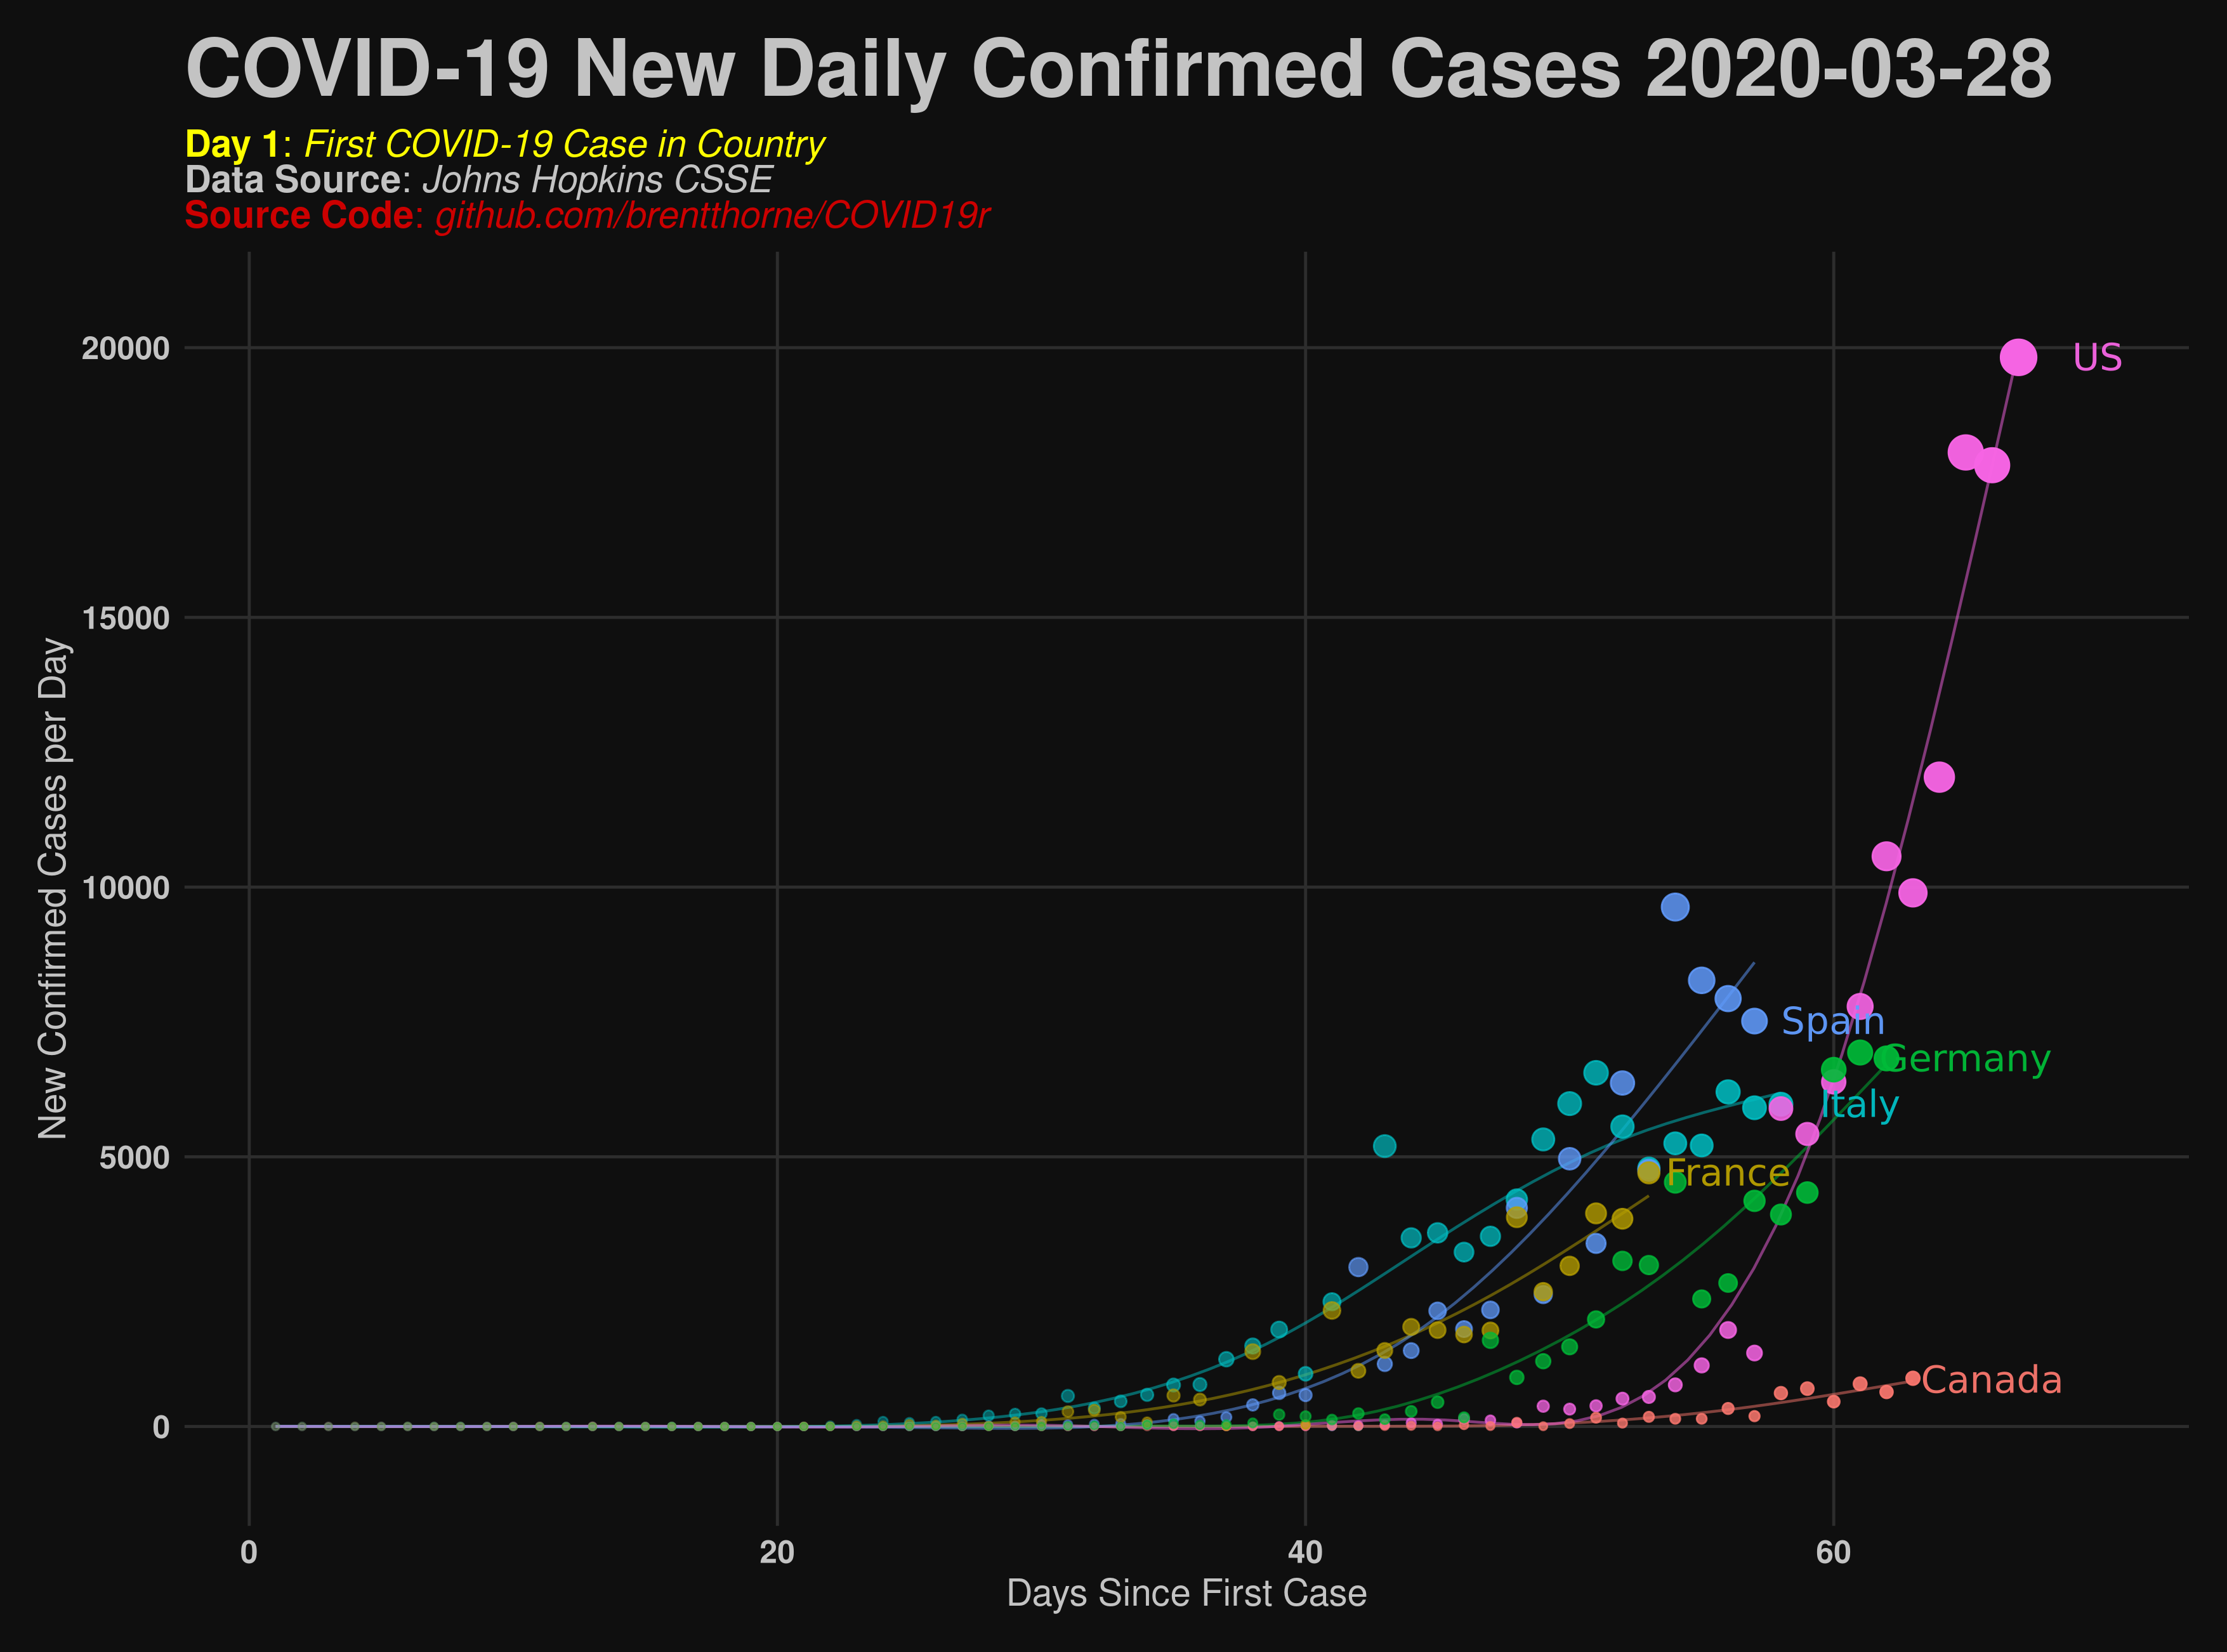 COVID-19 New Daily Confirmed Cases 2020-03-28
Day 1: First COVID-19 Case in Country
Data Source: Johns Hopkins CSSE
Source Code: github.com/brentthorne/COVID19r
20000
15000
10000
5000
0
New Confirmed Cases per Day
US
Spain
Germany
Italy
France
Canada
0
20
40
60
Days Since First Case